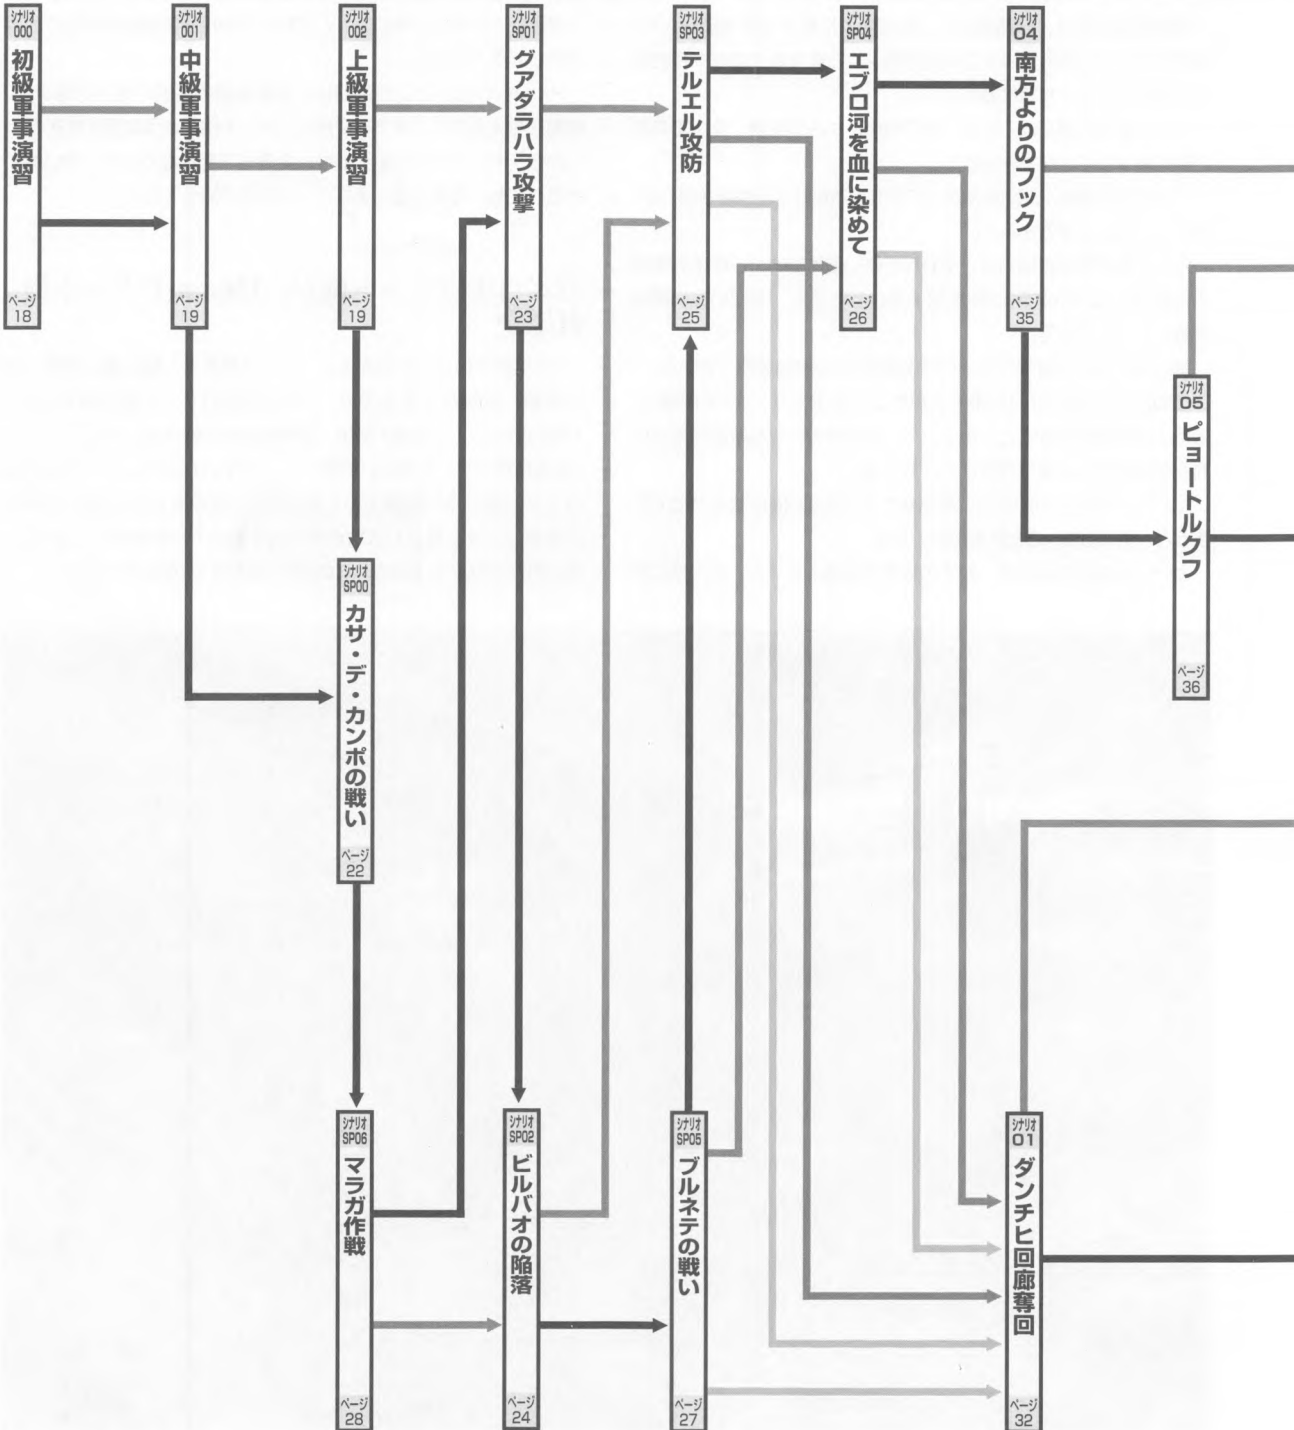 シナリオ
000
初級軍事演習
ページ
18
シナリオ
001
中級軍事演習
ページ
19
シナリオ
002
上級軍事演習
ページ
19
シナリオ
SP01
グアダラハラ攻撃
ページ
23
シナリオ
SP03
テルエル攻防
ページ
25
シナリオ
SP04
エブロ河を血に染めて
ページ
26
シナリオ
04
南方よりのフック
ページ
35
シナリオ
05
ピョートルクフ
ページ
36
シナリオ
SP00
カサ・デ・カンポの戦い
ページ
22
シナリオ
SP06
マラガ作戦
ページ
28
シナリオ
SP02
ビルバオの陥落
ページ
24
シナリオ
SP05
ブルネテの戦い
ページ
27
シナリオ
01
ダンチヒ回廊奪回
ページ
32